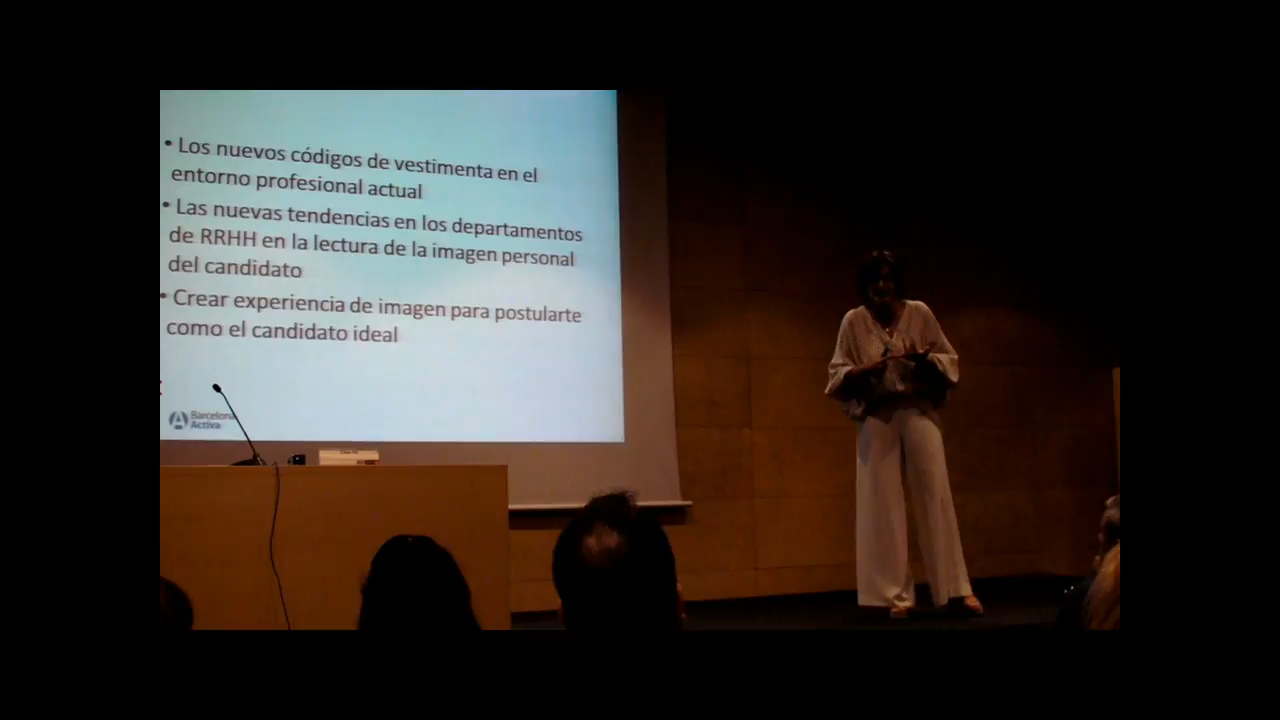 • Los nuevos códigos de vestimenta en el
entorno profesional actual
• Las nuevas tendencias en los departamentos
de RRHH en la lectura de la imagen personal
del candidato
• Crear experiencia de imagen para postularte
como el candidato ideal
Barcelona
Activa